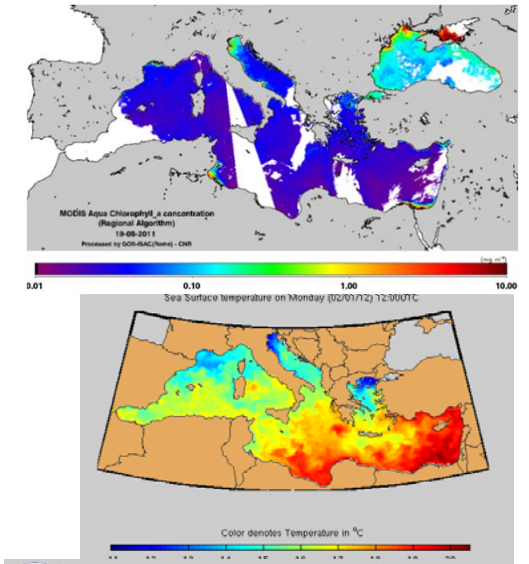 MODIS Aqua Chlorophyll_a concentration
(Regional Algorithm)
19-08-2011
Processed by GOS-ISAC(Rome) - CNR
(mg m⁻³)
0.01 0.10 1.00 10.00
Sea Surface temperature on Monday (02/01/12) 12:00UTC
Color denotes Temperature in °C